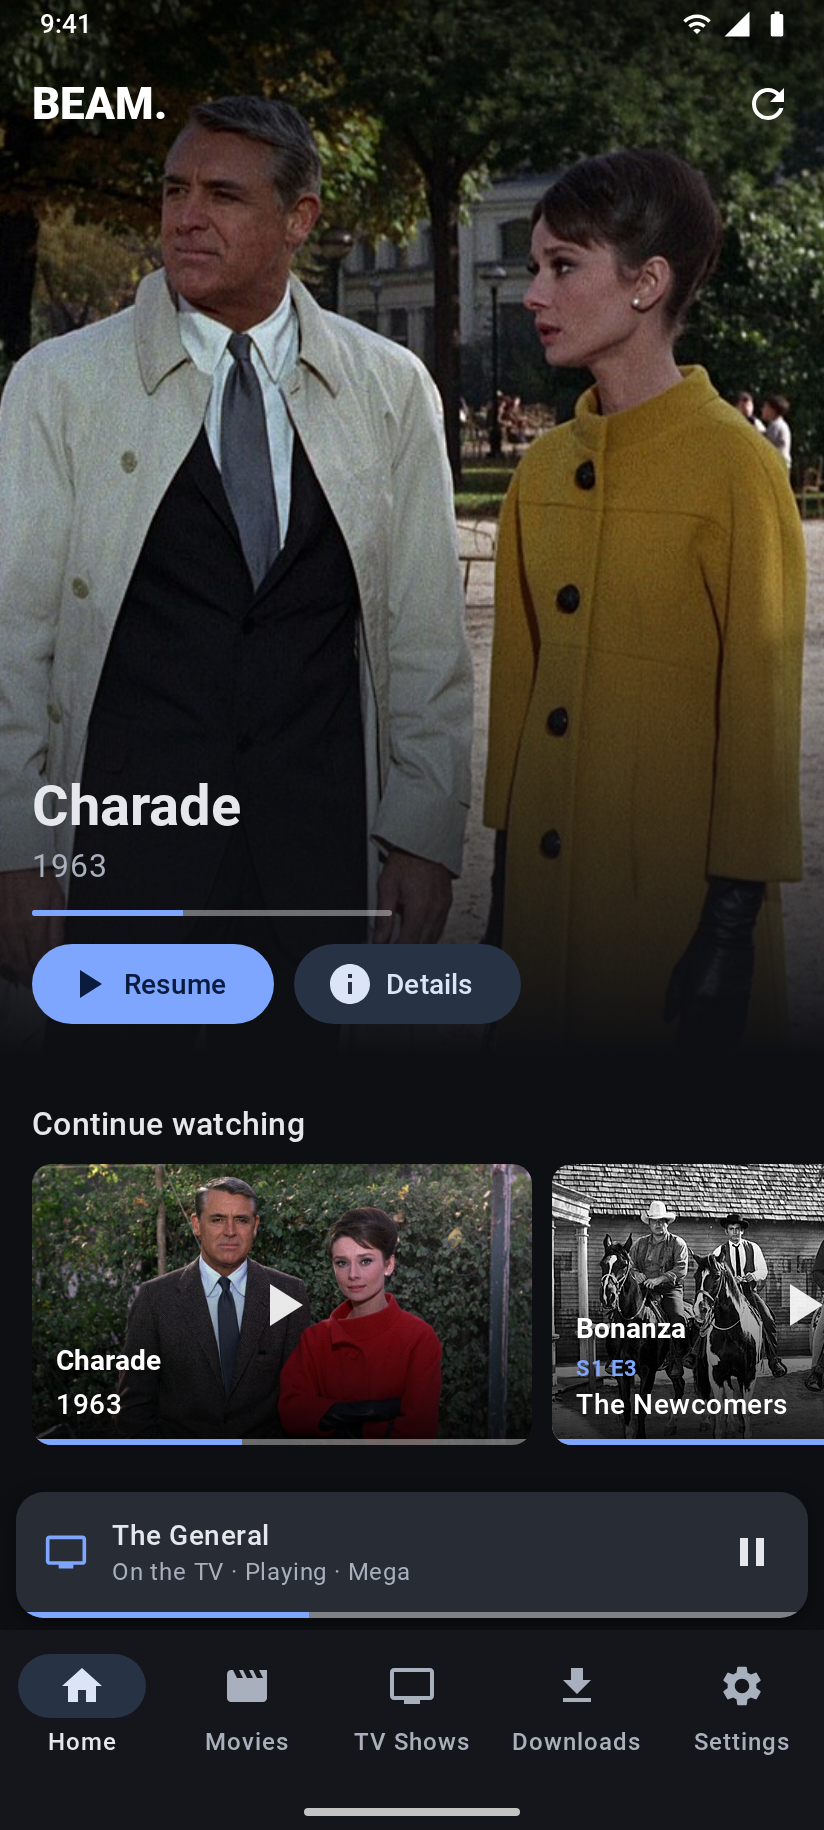 9:41
BEAM.
Charade
1963
Resume
Details
Continue watching
Charade
1963
Bonanza
S1 E3
The Newcomers
The General
On the TV · Playing · Mega
Home
Movies
TV Shows
Downloads
Settings